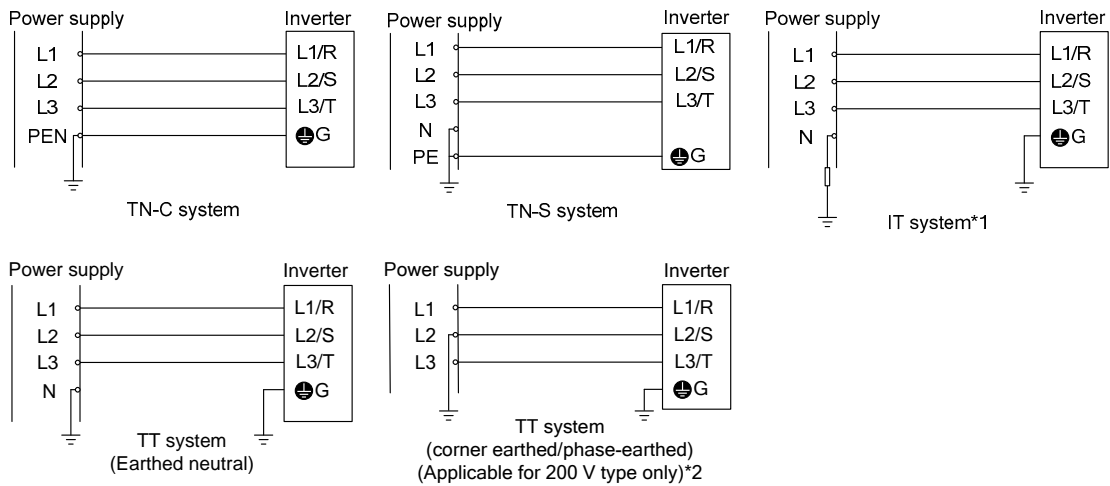 Power supply
Inverter
L1
L1/R
L2
L2/S
L3
L3/T
PEN
G
TN-C system
Power supply
Inverter
L1
L1/R
L2
L2/S
L3
L3/T
N
PE
G
TN-S system
Power supply
Inverter
L1
L1/R
L2
L2/S
L3
L3/T
N
G
IT system*1
Power supply
Inverter
L1
L1/R
L2
L2/S
L3
L3/T
N
G
TT system
(Earthed neutral)
Power supply
Inverter
L1
L1/R
L2
L2/S
L3
L3/T
G
TT system
(corner earthed/phase-earthed)
(Applicable for 200 V type only)*2